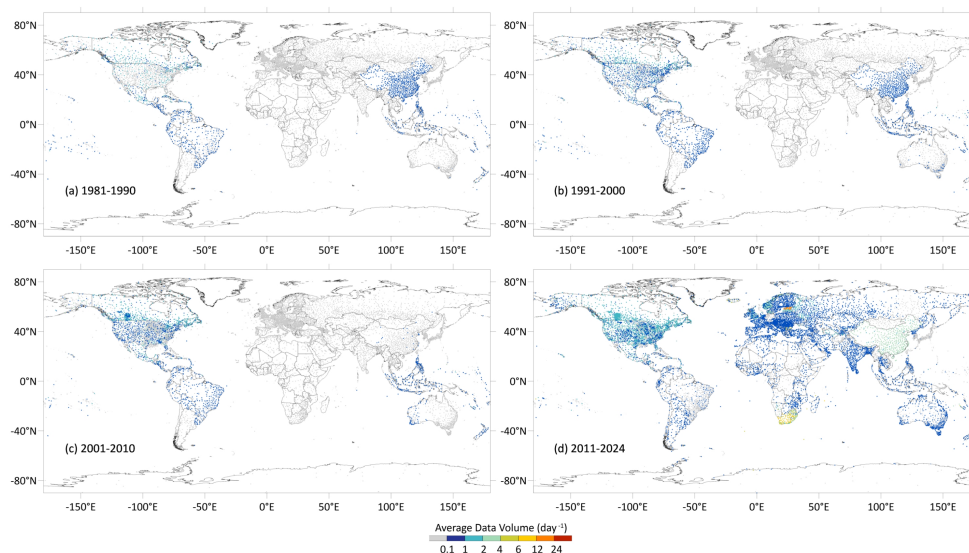 80°N
40°N
0°N
-40°N
-80°N
(a) 1981-1990
-150°E -100°E -50°E 0°E 50°E 100°E 150°E
80°N
40°N
0°N
-40°N
-80°N
(b) 1991-2000
-150°E -100°E -50°E 0°E 50°E 100°E 150°E
80°N
40°N
0°N
-40°N
-80°N
(c) 2001-2010
-150°E -100°E -50°E 0°E 50°E 100°E 150°E
80°N
40°N
0°N
-40°N
-80°N
(d) 2011-2024
-150°E -100°E -50°E 0°E 50°E 100°E 150°E
Average Data Volume (day⁻¹)
0.1 1 2 4 6 12 24